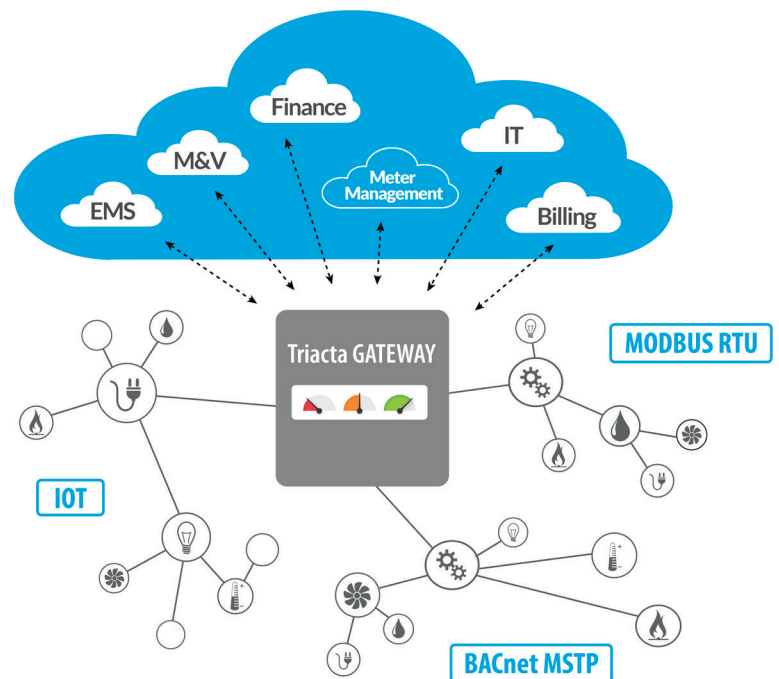 Finance
IT
M&V
Meter
Management
EMS
Billing
Triacta GATEWAY
MODBUS RTU
IOT
BACnet MSTP